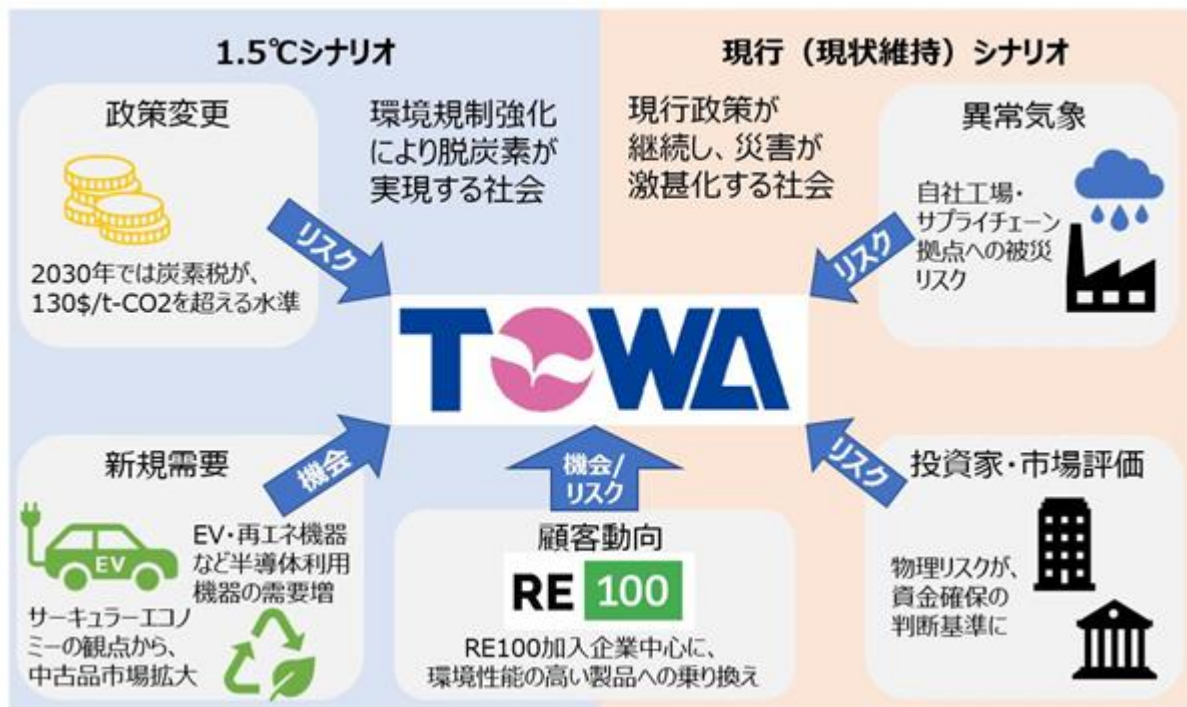 1.5℃シナリオ
現行（現状維持）シナリオ
政策変更
2030年では炭素税が、
130$/t-CO2を超える水準
環境規制強化
により脱炭素が
実現する社会
現行政策が
継続し、災害が
激甚化する社会
異常気象
自社工場・
サプライチェーン
拠点への被災
リスク
リスク
リスク
TOWA
新規需要
EV
EV・再エネ機器
など半導体利用
機器の需要増
サーキュラーエコノ
ミーの観点から、
中古品市場拡大
機会
機会/
リスク
顧客動向
RE 100
RE100加入企業中心に、
環境性能の高い製品への乗り換え
リスク
投資家・市場評価
物理リスクが、
資金確保の
判断基準に